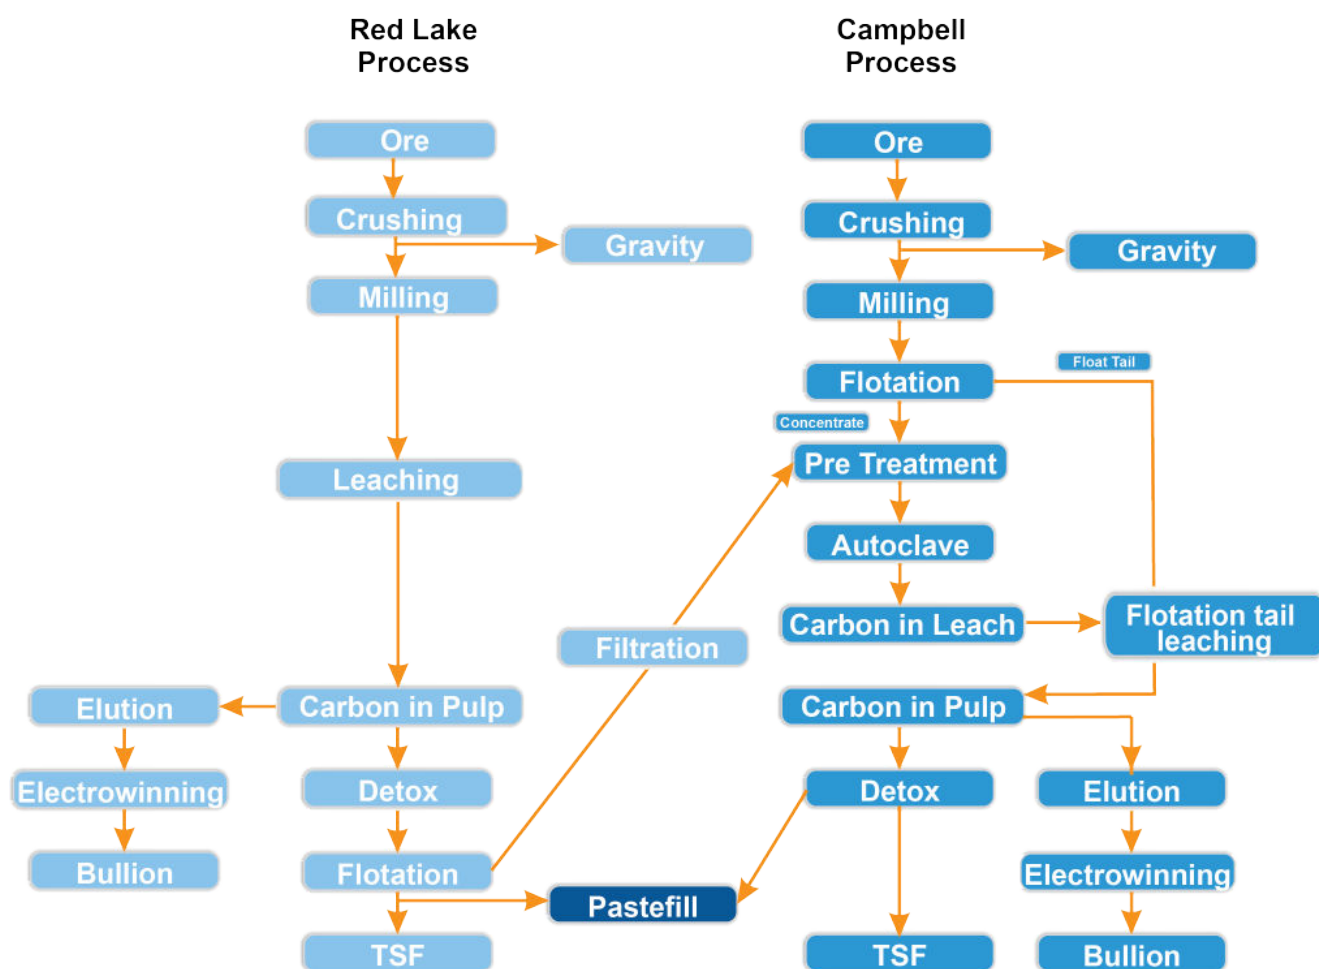 Red Lake
Process
Campbell
Process
Ore
Crushing
Gravity
Milling
Leaching
Filtration
Carbon in Pulp
Elution
Electrowinning
Bullion
Detox
Flotation
TSF
Pastefill
Ore
Crushing
Gravity
Milling
Flotation
Float Tail
Concentrate
Pre Treatment
Autoclave
Carbon in Leach
Flotation tail
leaching
Carbon in Pulp
Detox
TSF
Elution
Electrowinning
Bullion